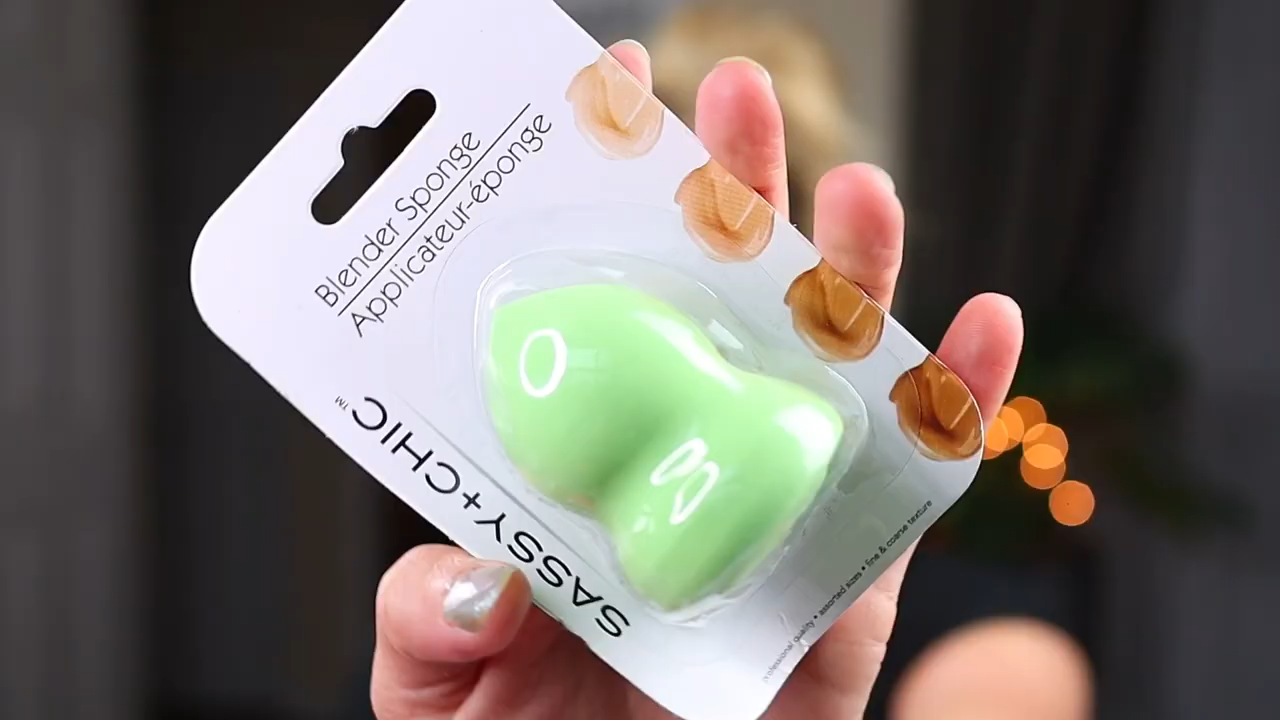 Blender Sponge
Applicateur-éponge
SASSY+CHIC™
professional quality • assorted sizes • fine & coarse texture